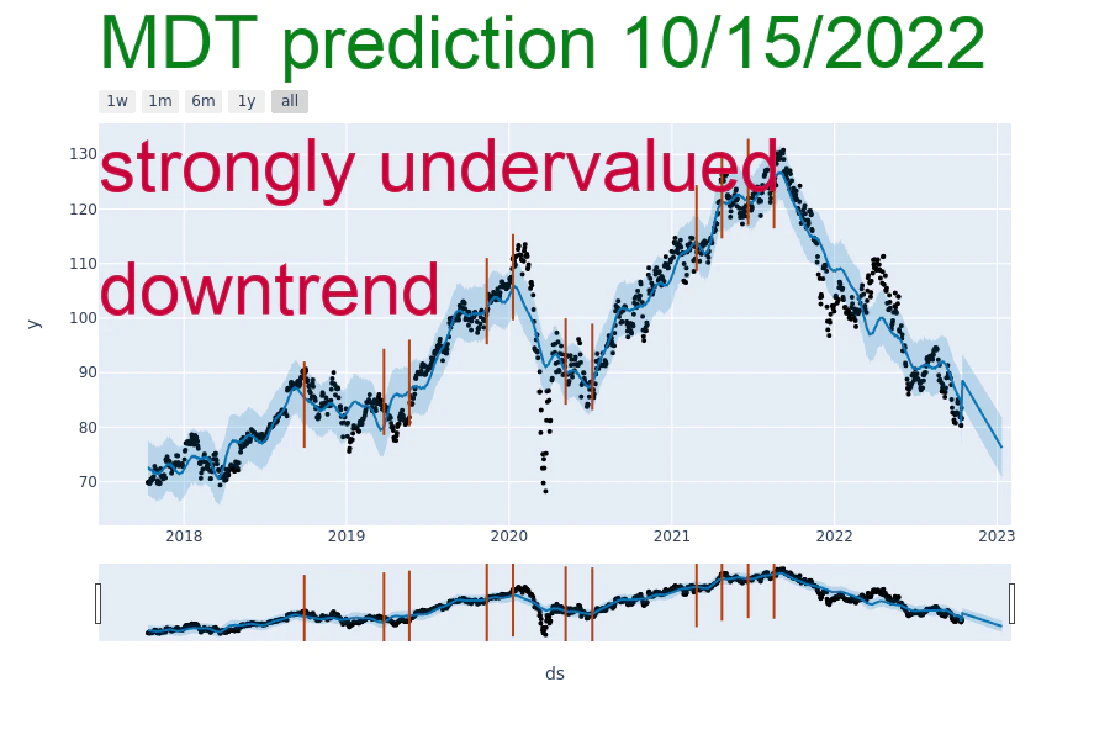 MDT prediction 10/15/2022
1w 1m 6m 1y all
130
strongly undervalued
120
110
downtrend
100
y
90
80
70
2018 2019 2020 2021 2022 2023
ds